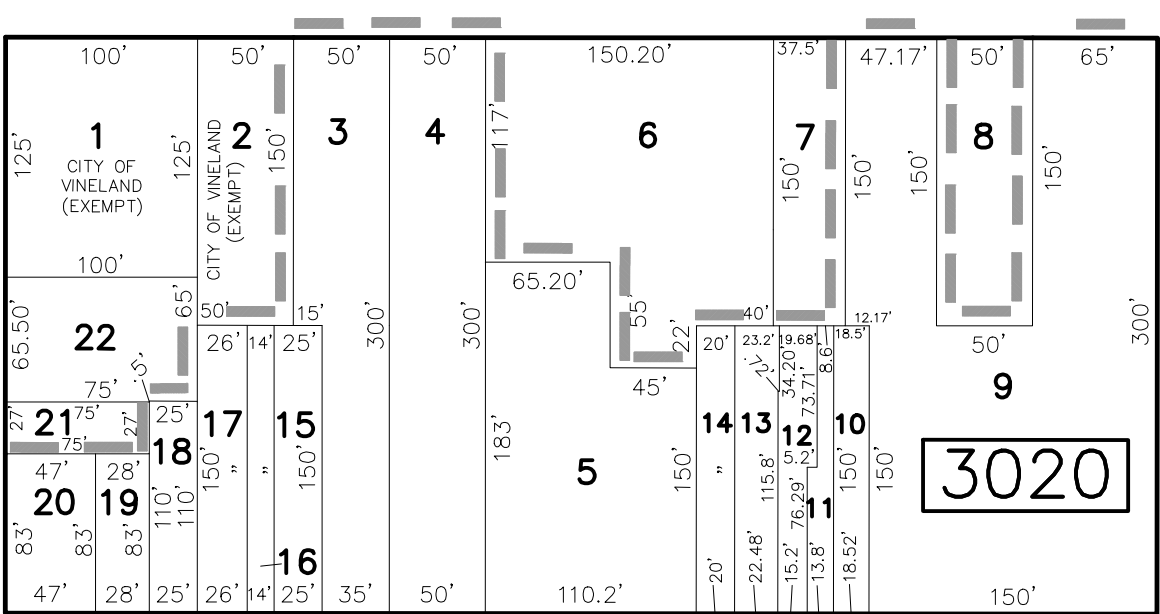 100' 50' 50' 50' 150.20' 37.5' 47.17' 50' 65'
1 2 3 4 6 7 8
125' 125' 150' 117' 150' 150' 150' 150'
CITY OF
VINELAND
(EXEMPT)
CITY OF VINELAND
(EXEMPT)
100'
65.20'
65.50' 65' 50' 15' 300' 300' 55' 22' 40' 12.17' 300'
22 26' 14' 25' 20' 23.2' 19.68' 8.6' 18.5' 50'
75' .5' 45' .72' 34.20' 73.71' 9
27' 21 75' 27' 25' 17 15 14 13 12 10
75' 18 183' 5.2'
47' 28' 150' " " 150' 5 150' " 115.8' 76.29' 150' 150' 3020
20 19 110' 110' 11
83' 83' 83' 16
20' 22.48' 15.2' 13.8' 18.52'
47' 28' 25' 26' 14' 25' 35' 50' 110.2' 150'